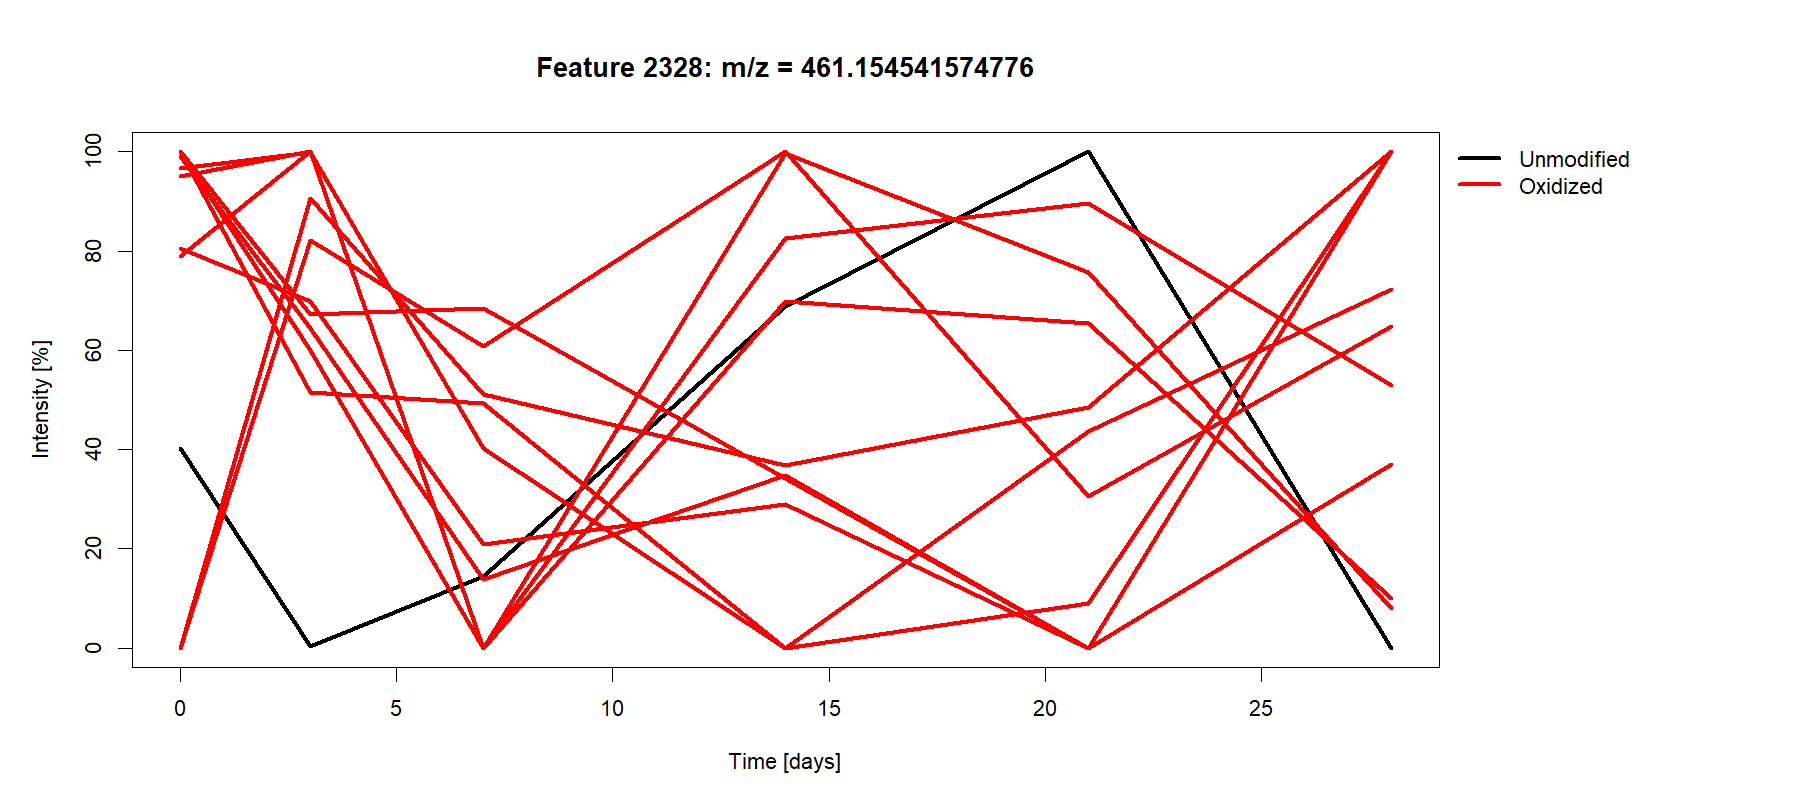 Feature 2328: m/z = 461.154541574776
Unmodified
Oxidized
Intensity [%]
100
80
60
40
20
0
0 5 10 15 20 25
Time [days]